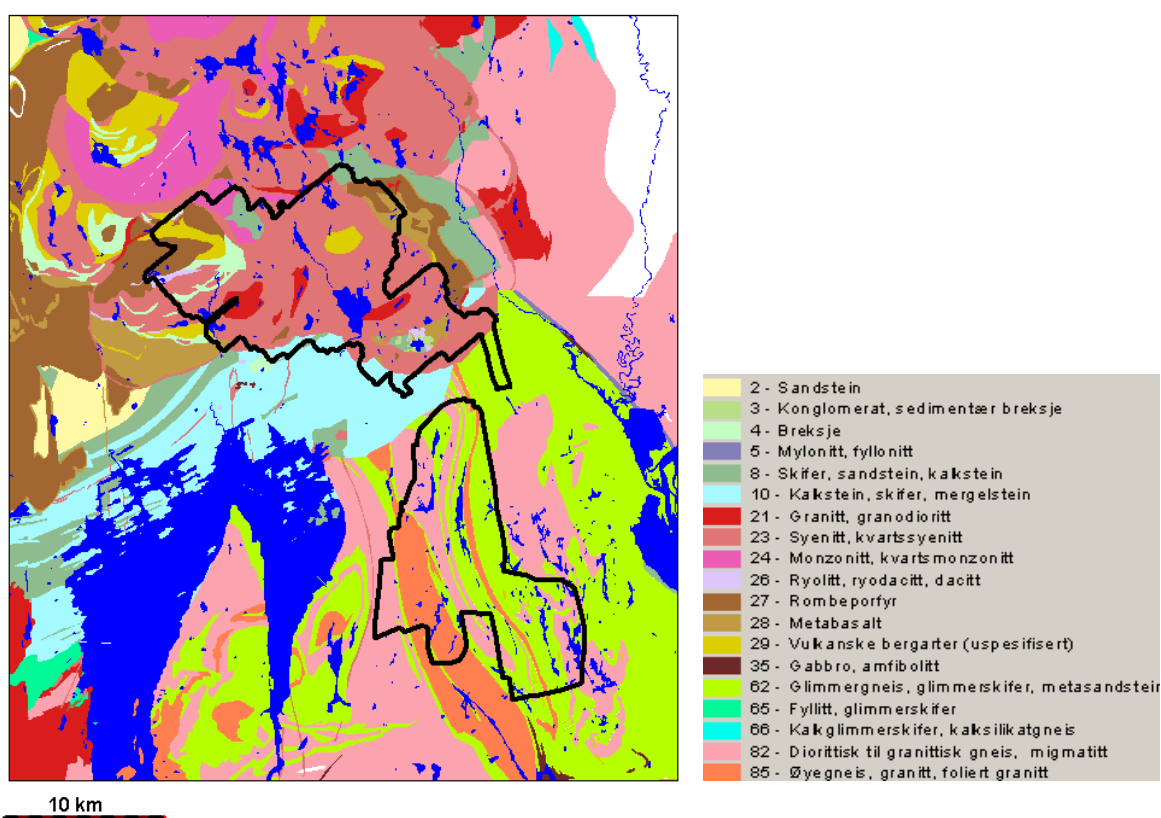 2 - Sandstein
3 - Konglomerat, sedimentær breksje
4 - Breksje
5 - Mylonitt, fyllonitt
8 - Skifer, sandstein, kalkstein
10 - Kalkstein, skifer, mergelstein
21 - Granitt, granodioritt
23 - Syenitt, kvartssyenitt
24 - Monzonitt, kvartsmonzonitt
26 - Ryolitt, ryodacitt, dacitt
27 - Rombeporfyr
28 - Metabasalt
29 - Vulkanske bergarter (uspesifisert)
35 - Gabbro, amfibolitt
62 - Glimmergneis, glimmerskifer, metasandstein
65 - Fyllitt, glimmerskifer
66 - Kalkglimmerskifer, kalksilikatgneis
82 - Diorittisk til granittisk gneis, migmatitt
85 - Øyegneis, granitt, foliert granitt
10 km